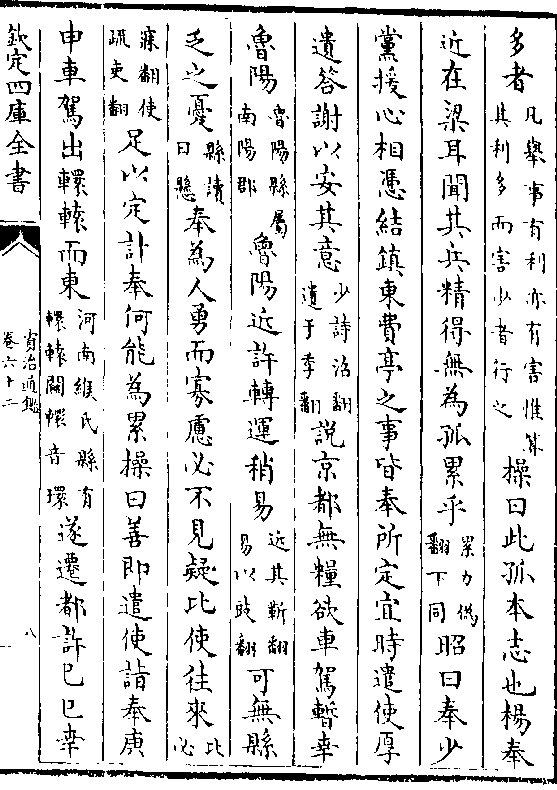 多者凡舉事有利亦有害惟算其利多而害少者行之操曰此孤本志也楊奉
近在梁耳聞其兵精得無為孤累乎累力偽翻下同昭曰奉少
黨援心相憑結鎮東費亭之事皆奉所定宜時遣使厚
遺答謝以安其意少詩沼翻遺于季翻說京都無糧欲車駕暫幸
魯陽魯陽縣屬南陽郡魯陽近許轉運稍易近其靳翻易以豉翻可無縣
乏之憂縣讀曰懸奉為人勇而寡慮必不見疑比使往來比必
寐翻使疏吏翻足以定計奉何能為累操曰善即遣使詣奉庚
申車駕出轘轅而東河南緱氏縣有轘轅關轘音環遂遷都許己巳幸
欽定四庫全書
資治通鑑
卷六十二
八